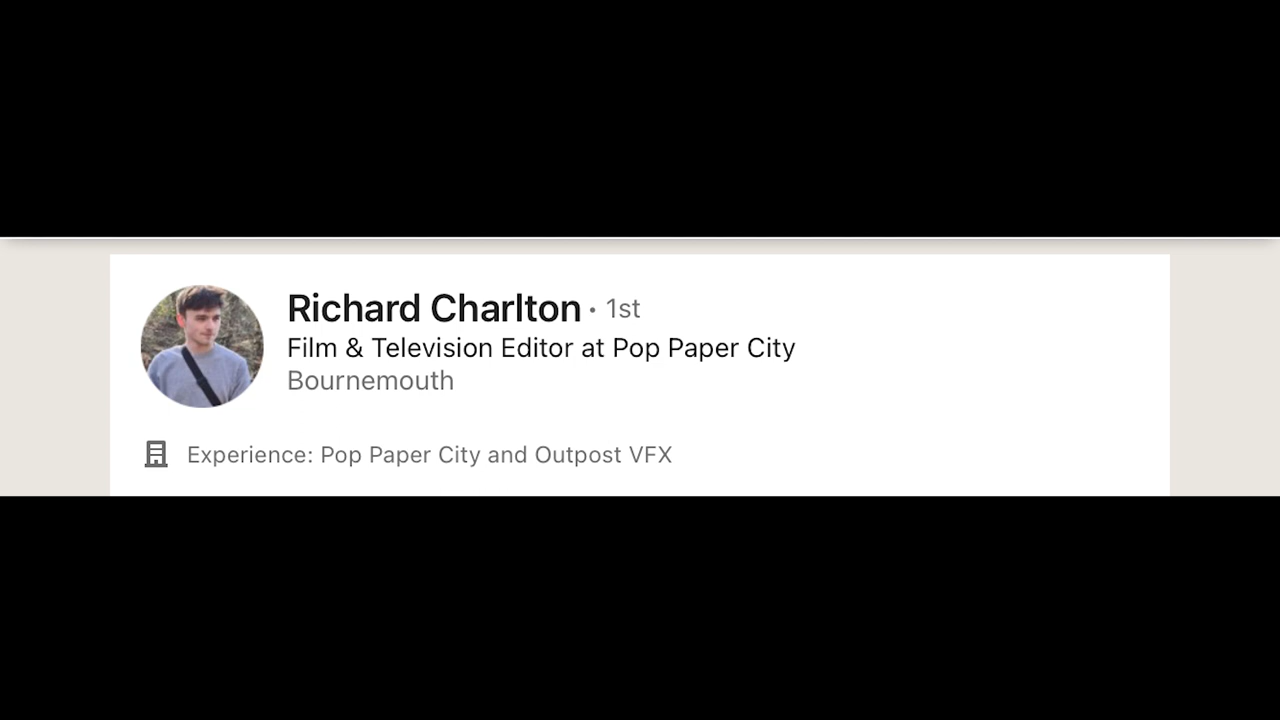 Richard Charlton · 1st
Film & Television Editor at Pop Paper City
Bournemouth
Experience: Pop Paper City and Outpost VFX